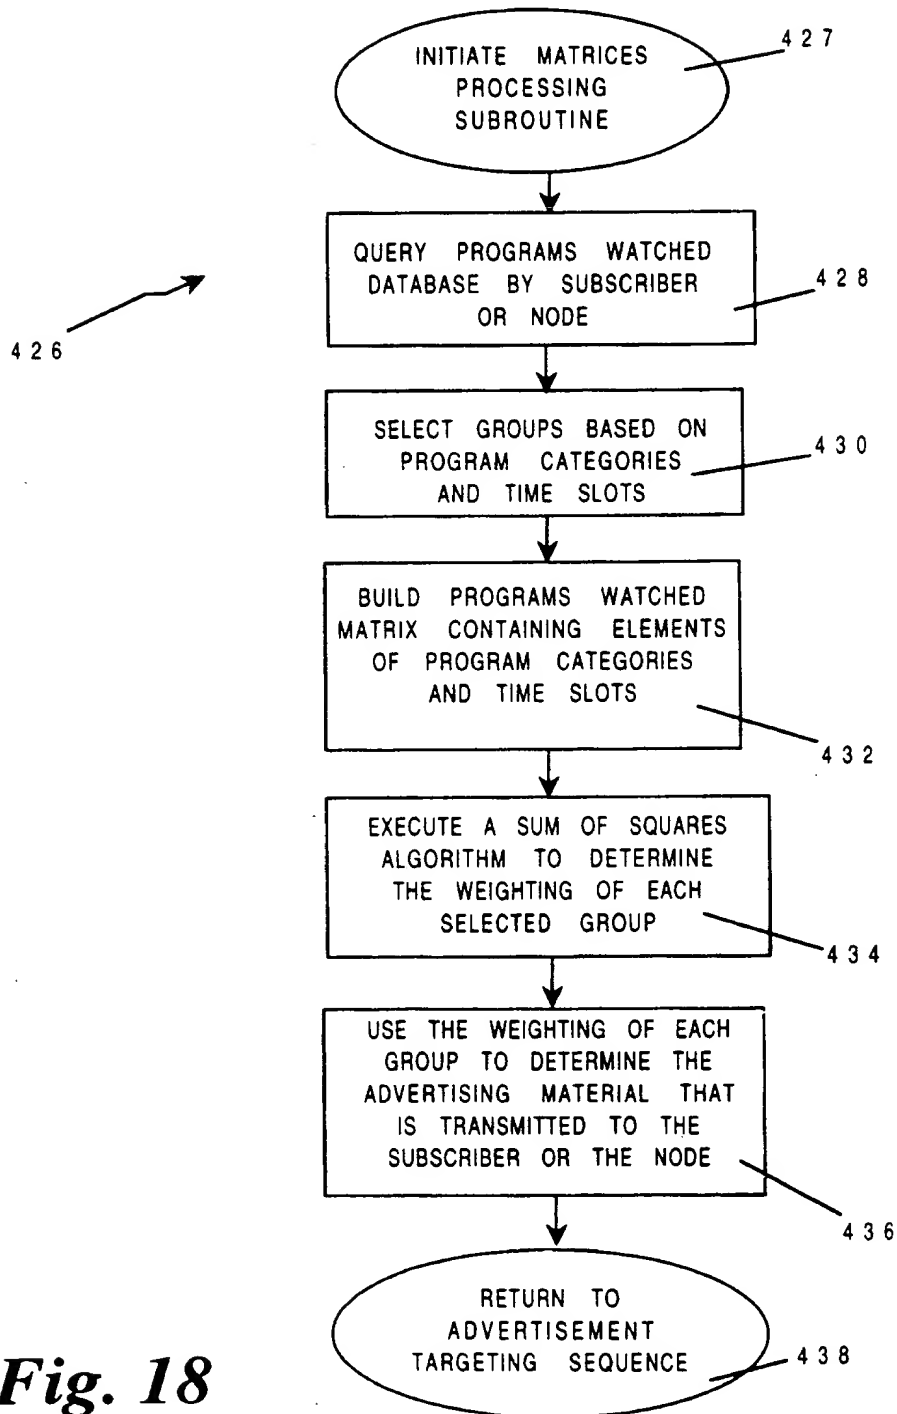 INITIATE MATRICES
PROCESSING
SUBROUTINE
427
QUERY PROGRAMS WATCHED
DATABASE BY SUBSCRIBER
OR NODE
428
426
SELECT GROUPS BASED ON
PROGRAM CATEGORIES
AND TIME SLOTS
430
BUILD PROGRAMS WATCHED
MATRIX CONTAINING ELEMENTS
OF PROGRAM CATEGORIES
AND TIME SLOTS
432
EXECUTE A SUM OF SQUARES
ALGORITHM TO DETERMINE
THE WEIGHTING OF EACH
SELECTED GROUP
434
USE THE WEIGHTING OF EACH
GROUP TO DETERMINE THE
ADVERTISING MATERIAL THAT
IS TRANSMITTED TO THE
SUBSCRIBER OR THE NODE
436
RETURN TO
ADVERTISEMENT
TARGETING SEQUENCE
438
Fig. 18